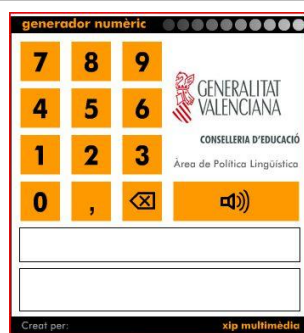 generador numèric
7 8 9
4 5 6
1 2 3
0 ,
GENERALITAT
VALENCIANA
CONSELLERIA D'EDUCACIÓ
Àrea de Política Lingüística
Creat per:
xip multimèdia